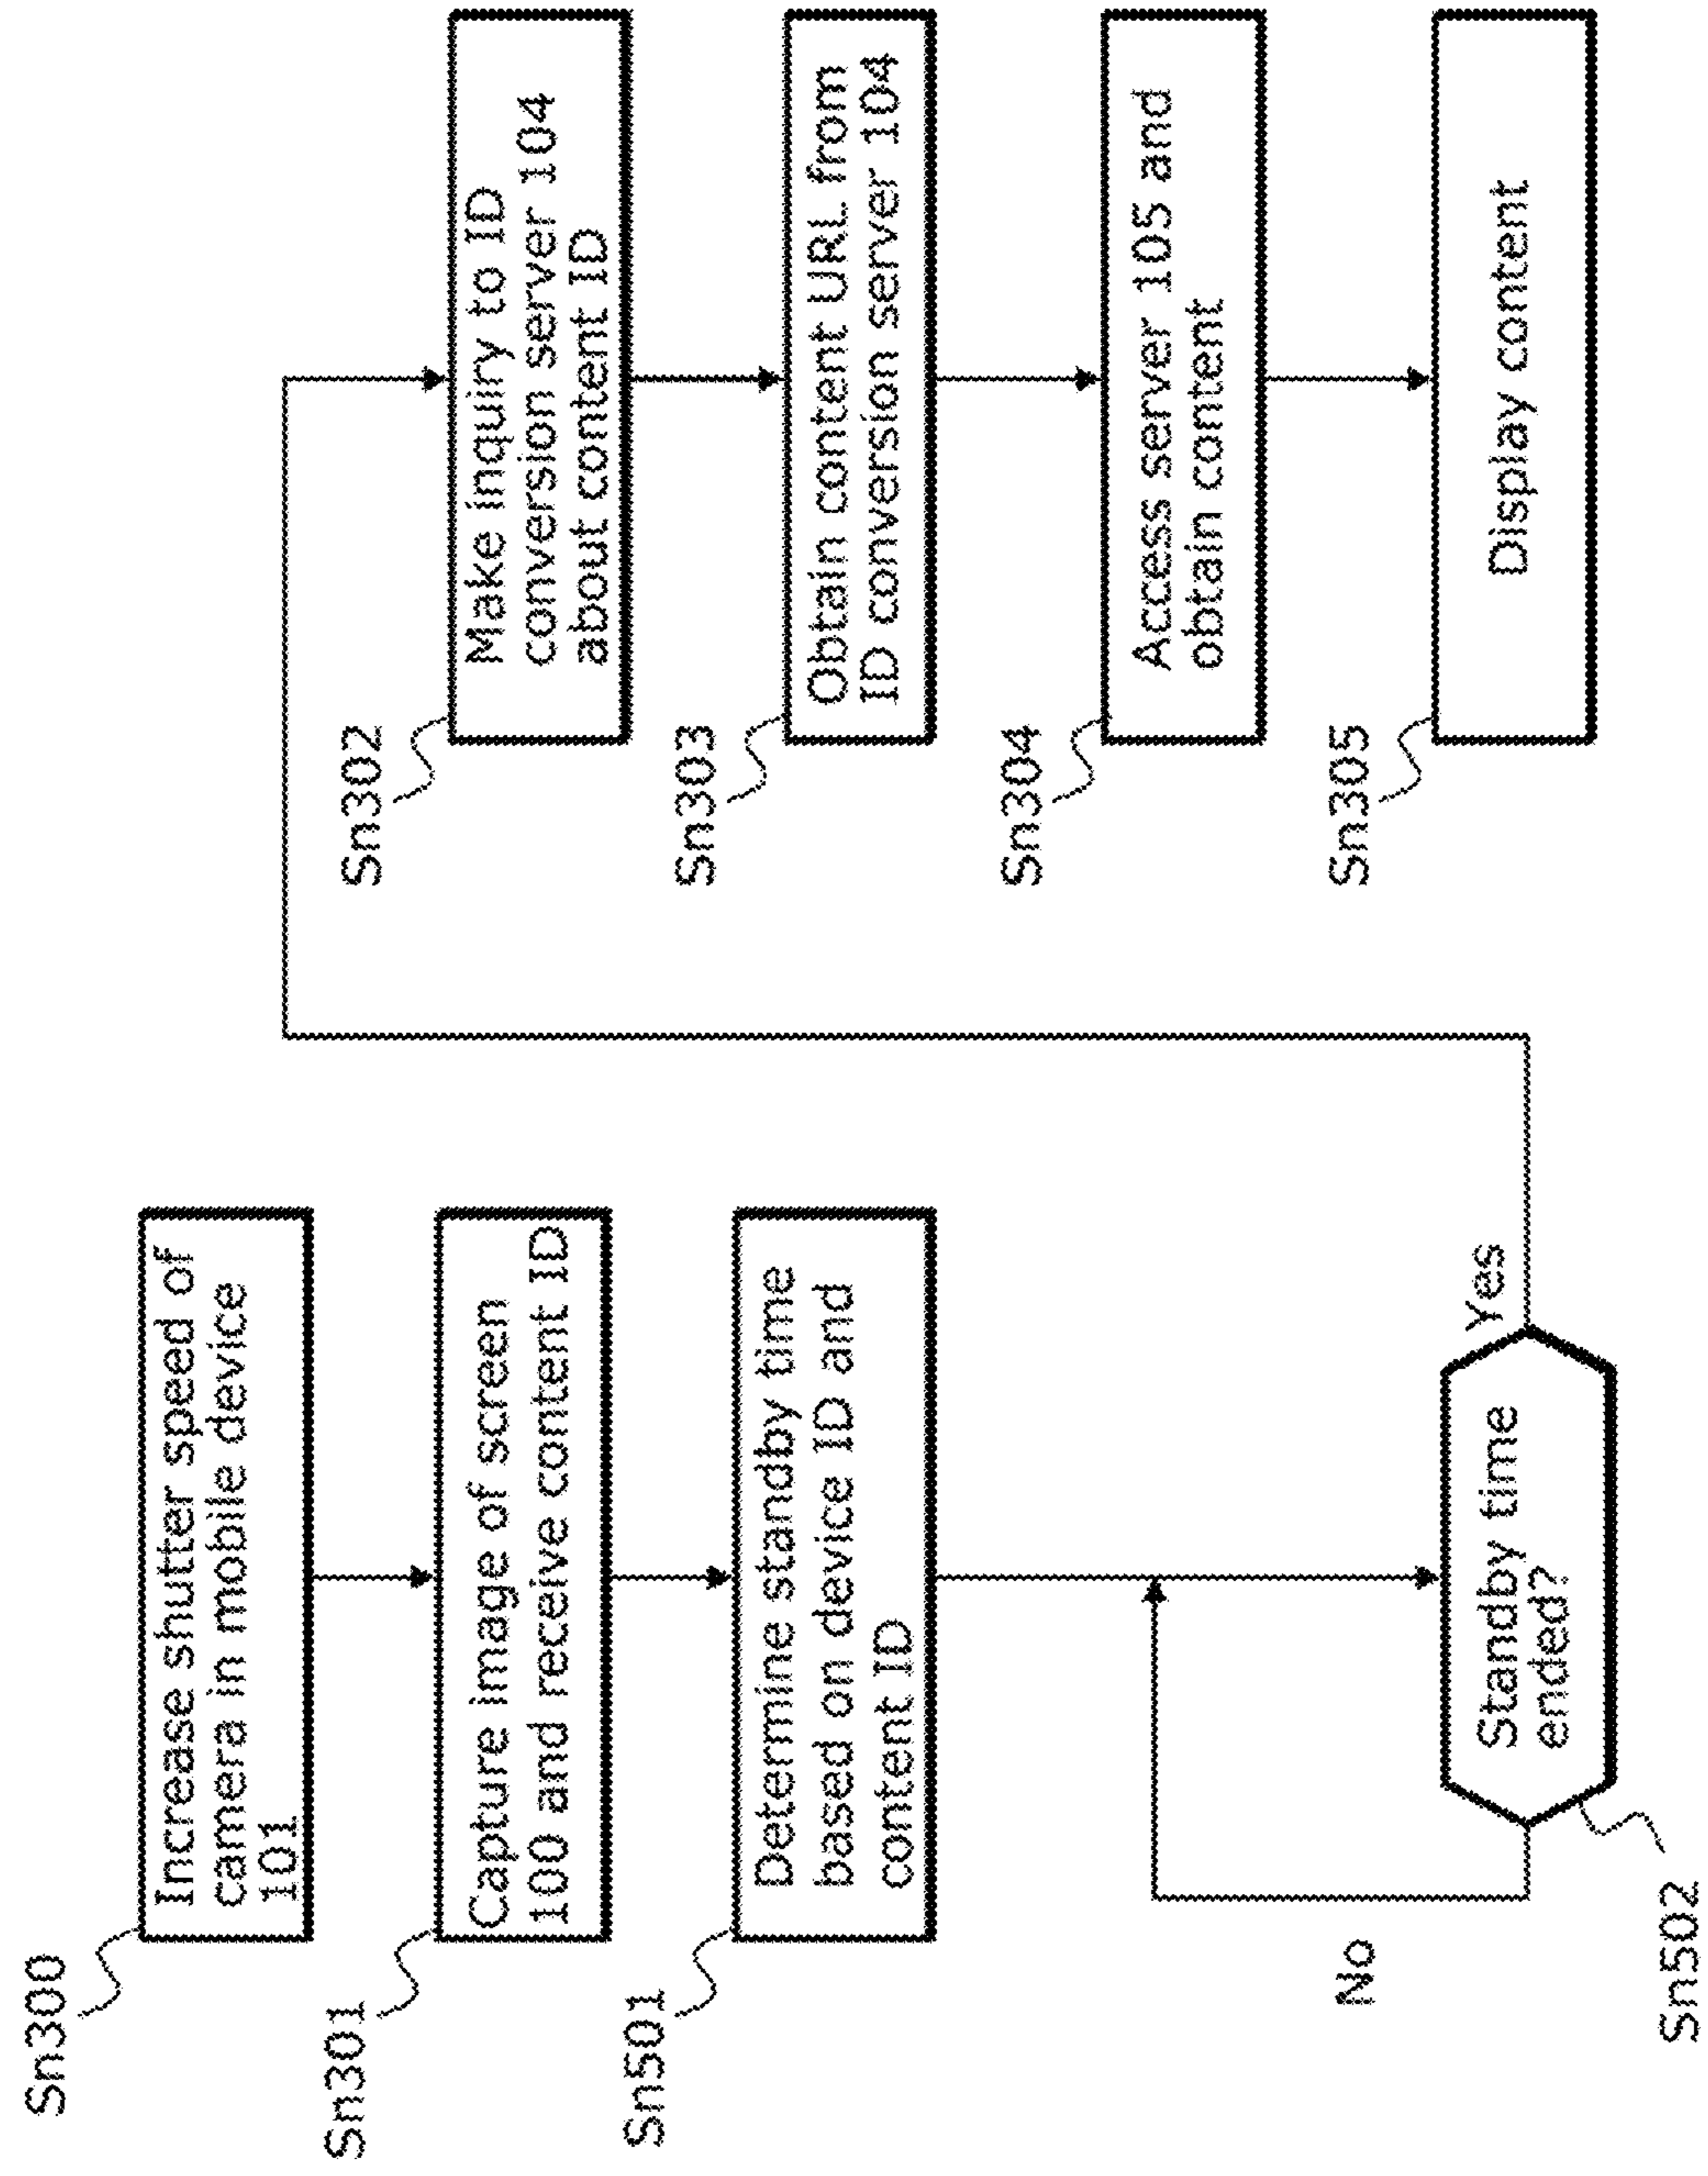 Sn300
Increase shutter speed of
camera in mobile device
101
Sn301
Capture image of screen
100 and receive content ID
Sn501
Determine standby time
based on device ID and
content ID
No
Standby time
ended?
Yes
Sn502
Sn302
Make inquiry to ID
conversion server 104
about content ID
Sn303
Obtain content URL from
ID conversion server 104
Sn304
Access server 105 and
obtain content
Sn305
Display content